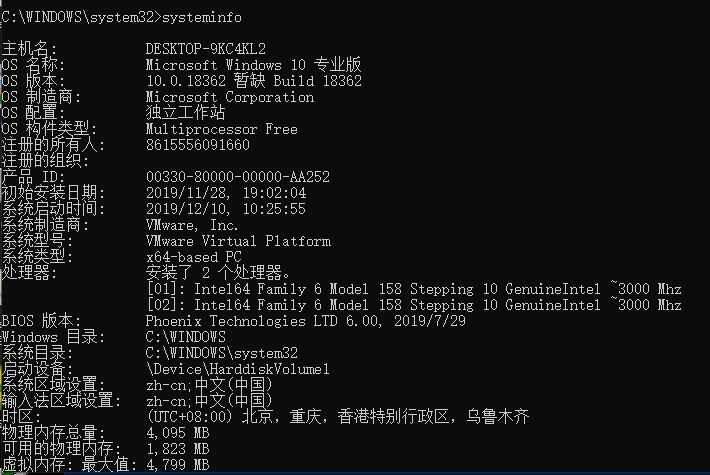 C:\WINDOWS\system32>systeminfo
主机名: DESKTOP-9KC4KL2
OS 名称: Microsoft Windows 10 专业版
OS 版本: 10.0.18362 暂缺 Build 18362
OS 制造商: Microsoft Corporation
OS 配置: 独立工作站
OS 构件类型: Multiprocessor Free
注册的所有人: 8615556091660
注册的组织:
产品 ID: 00330-80000-00000-AA252
初始安装日期: 2019/11/28, 19:02:04
系统启动时间: 2019/12/10, 10:25:55
系统制造商: VMware, Inc.
系统型号: VMware Virtual Platform
系统类型: x64-based PC
处理器: 安装了 2 个处理器。
[01]: Intel64 Family 6 Model 158 Stepping 10 GenuineIntel ~3000 Mhz
[02]: Intel64 Family 6 Model 158 Stepping 10 GenuineIntel ~3000 Mhz
BIOS 版本: Phoenix Technologies LTD 6.00, 2019/7/29
Windows 目录: C:\WINDOWS
系统目录: C:\WINDOWS\system32
启动设备: \Device\HarddiskVolume1
系统区域设置: zh-cn;中文(中国)
输入法区域设置: zh-cn;中文(中国)
时区: (UTC+08:00) 北京，重庆，香港特别行政区，乌鲁木齐
物理内存总量: 4,095 MB
可用的物理内存: 1,823 MB
虚拟内存: 最大值: 4,799 MB